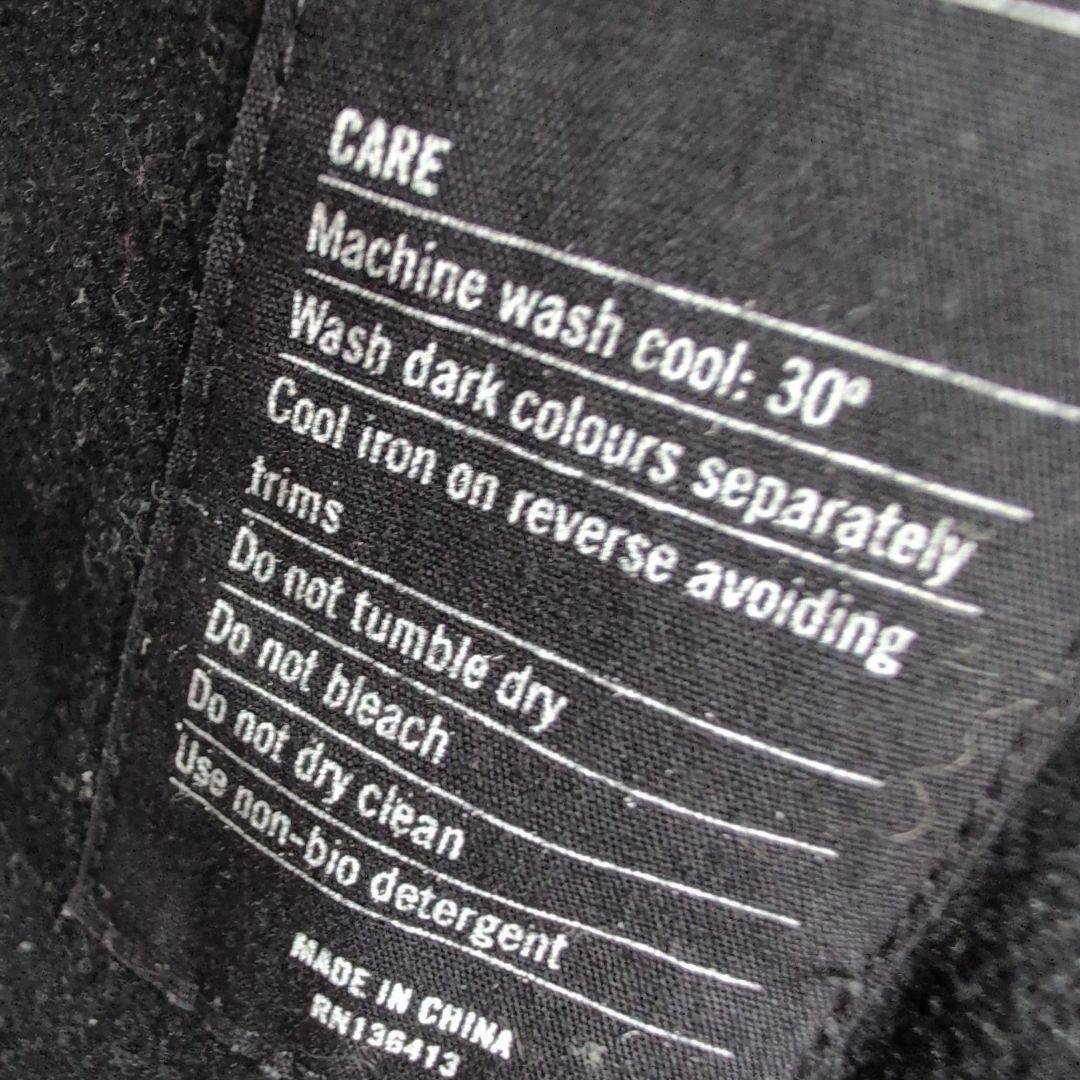 CARE
Machine wash cool: 30°
Wash dark colours separately
Cool iron on reverse avoiding
trims
Do not tumble dry
Do not bleach
Do not dry clean
Use non-bio detergent
MADE IN CHINA
RN136413